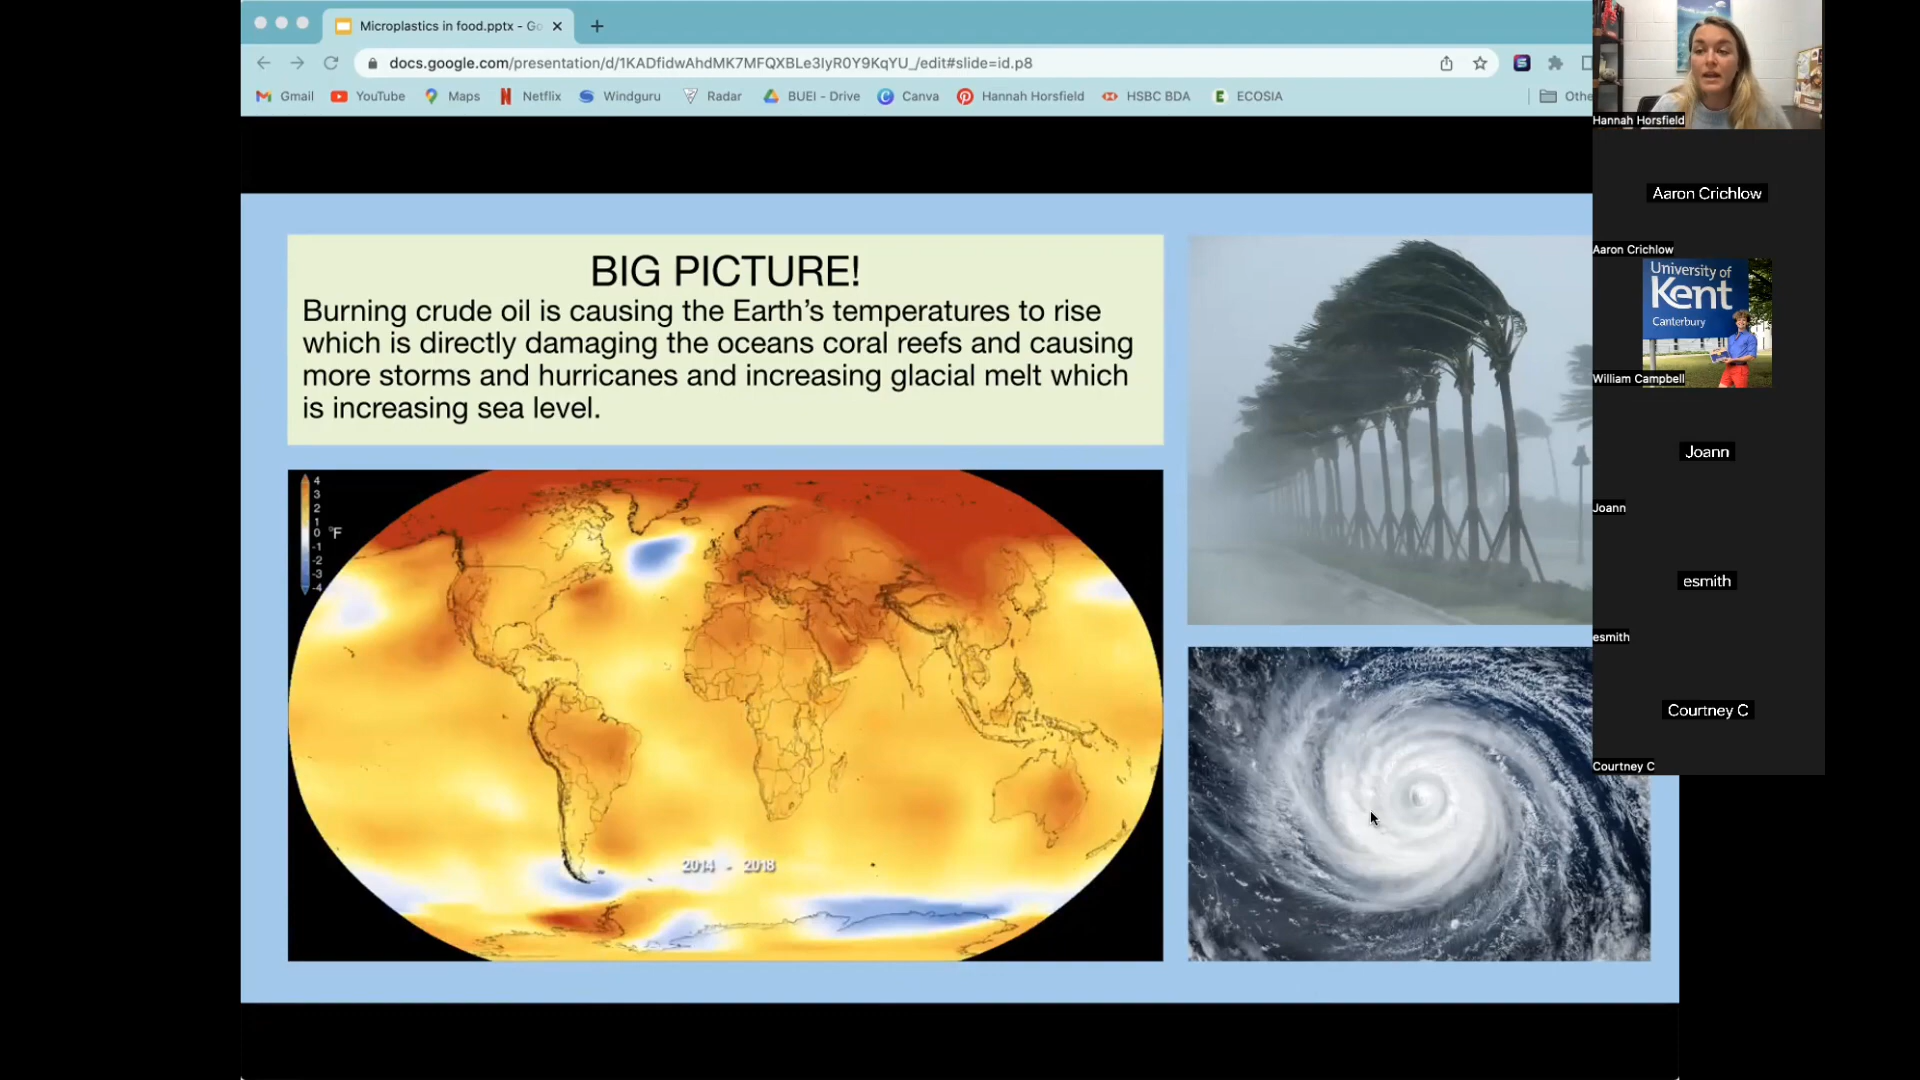 Microplastics in food.pptx - Go
docs.google.com/presentation/d/1KADfidwAhdMK7MFQXBLe3IyR0Y9KqYU_/edit#slide=id.p8
Gmail YouTube Maps Netflix Windguru Radar BUEI - Drive Canva Hannah Horsfield HSBC BDA ECOSIA Othe
BIG PICTURE!
Burning crude oil is causing the Earth's temperatures to rise
which is directly damaging the oceans coral reefs and causing
more storms and hurricanes and increasing glacial melt which
is increasing sea level.
4
3
2
1
0 °F
-1
-2
-3
-4
2014 - 2018
Hannah Horsfield
Aaron Crichlow
Aaron Crichlow
University of
Kent
Canterbury
William Campbell
Joann
Joann
esmith
esmith
Courtney C
Courtney C